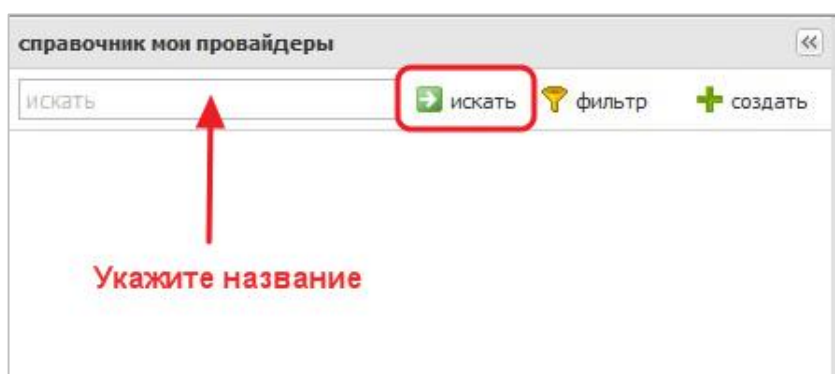 справочник мои провайдеры
искать искать фильтр создать
Укажите название